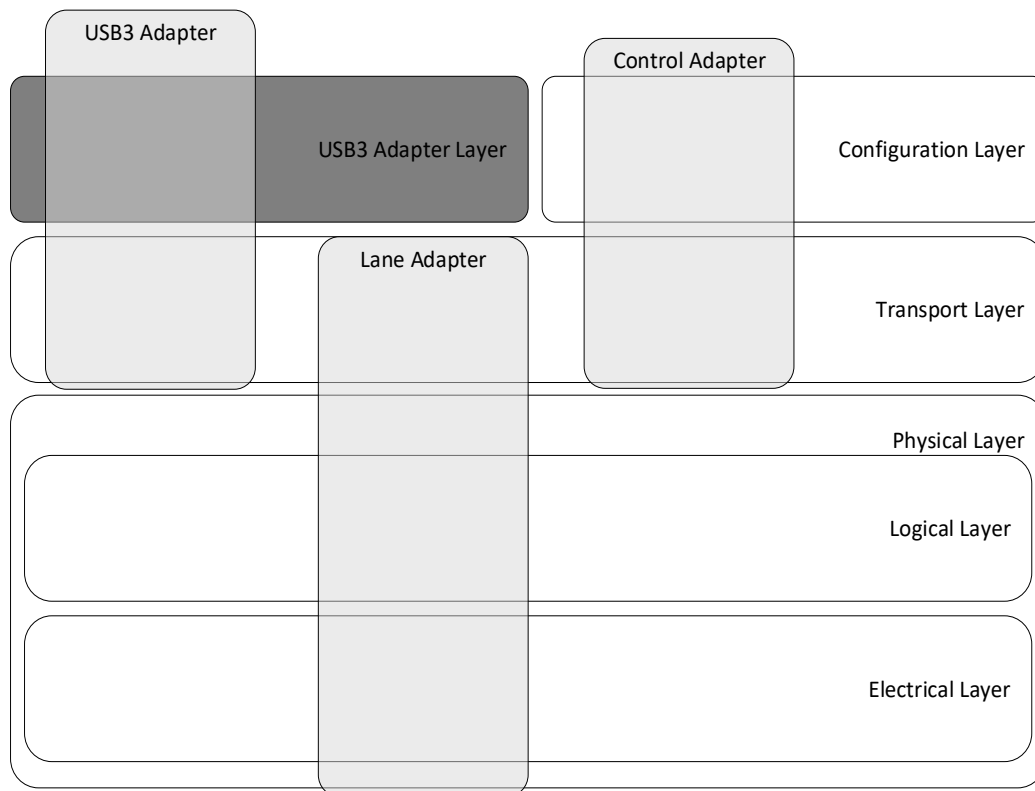 USB3 Adapter
Control Adapter
USB3 Adapter Layer
Configuration Layer
Lane Adapter
Transport Layer
Physical Layer
Logical Layer
Electrical Layer